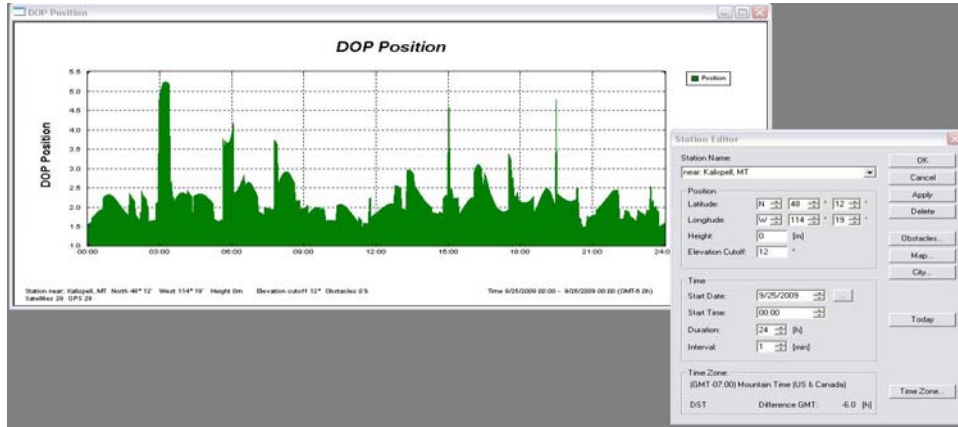 DOP Position
DOP Position
Position
5.5
5.0
4.5
4.0
3.5
3.0
2.5
2.0
1.5
1.0
DOP Position
00:00 03:00 06:00 09:00 12:00 15:00 18:00 21:00 24:0
Station near: Kalispell, MT North 48° 12' West 114° 19' Height 0m Elevation cutoff 12° Obstacles 0% Time 9/25/2009 00:00 - 9/26/2009 00:00 (GMT-6.0h)
Satellites 29 GPS 29
Station Editor
Station Name:
near: Kalispell, MT
Position
Latitude: N 48 ° 12 '
Longitude: W 114 ° 19 '
Height: 0 [m]
Elevation Cutoff: 12 °
Time
Start Date: 9/25/2009 ..
Start Time: 00:00
Duration: 24 [h]
Interval: 1 [min]
Time Zone:
(GMT-07:00) Mountain Time (US & Canada)
DST Difference GMT: -6.0 [h]
OK
Cancel
Apply
Delete
Obstacles...
Map...
City...
Today
Time Zone...